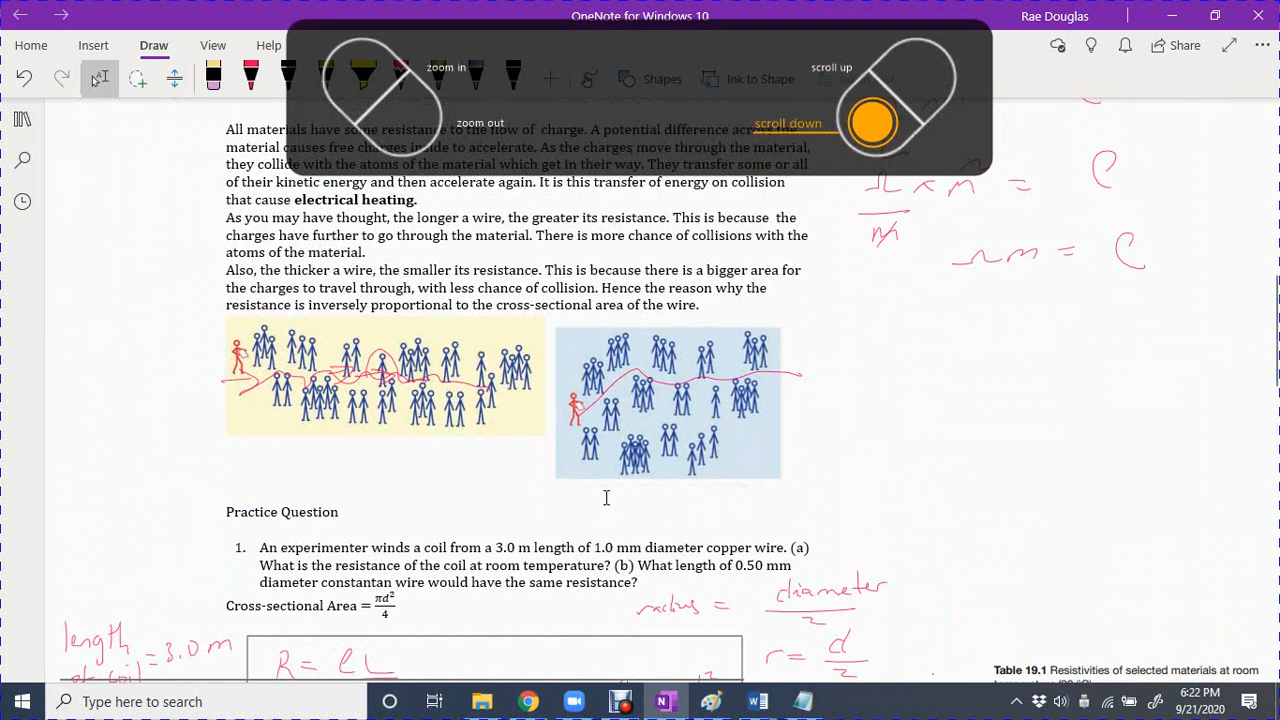 OneNote for Windows 10
Rae Douglas
Home Insert Draw View Help
Share
zoom in
zoom out
scroll up
scroll down
Shapes
Ink to Shape
All materials have some resistance to the flow of charge. A potential difference across the
material causes free charges inside to accelerate. As the charges move through the material,
they collide with the atoms of the material which get in their way. They transfer some or all
of their kinetic energy and then accelerate again. It is this transfer of energy on collision
that cause electrical heating.
As you may have thought, the longer a wire, the greater its resistance. This is because the
charges have further to go through the material. There is more chance of collisions with the
atoms of the material.
Also, the thicker a wire, the smaller its resistance. This is because there is a bigger area for
the charges to travel through, with less chance of collision. Hence the reason why the
resistance is inversely proportional to the cross-sectional area of the wire.
Ωm = ρ
Practice Question
1. An experimenter winds a coil from a 3.0 m length of 1.0 mm diameter copper wire. (a)
What is the resistance of the coil at room temperature? (b) What length of 0.50 mm
diameter constantan wire would have the same resistance?
Cross-sectional Area = πd²/4
radius = diameter/2
r = d/2
length
of coil = 3.0 m
R = ρL
Table 19.1 Resistivities of selected materials at room
Type here to search
6:22 PM
9/21/2020